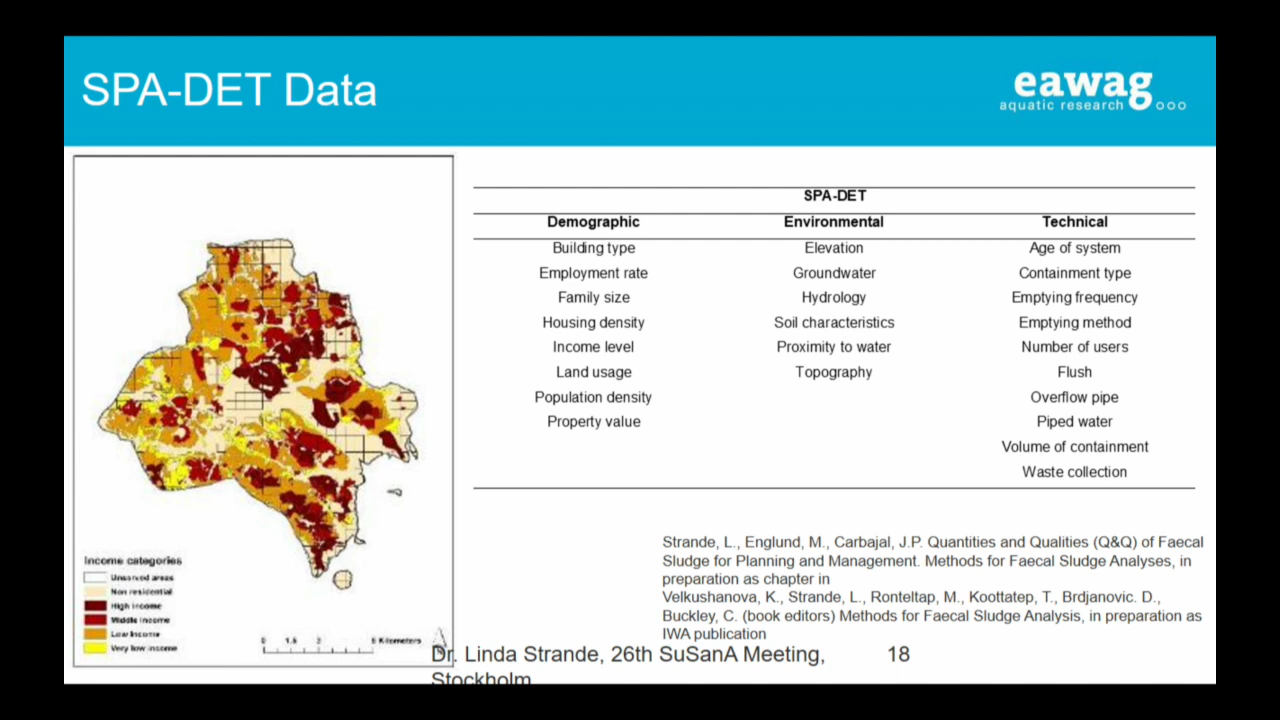 SPA-DET Data
eawag
aquatic research
Income categories
Unserved areas
Non residential
High income
Middle income
Low Income
Very low income
0 1.5 3 6 Kilometers
SPA-DET
Demographic Environmental Technical
Building type Elevation Age of system
Employment rate Groundwater Containment type
Family size Hydrology Emptying frequency
Housing density Soil characteristics Emptying method
Income level Proximity to water Number of users
Land usage Topography Flush
Population density Overflow pipe
Property value Piped water
Volume of containment
Waste collection
Strande, L., Englund, M., Carbajal, J.P. Quantities and Qualities (Q&Q) of Faecal
Sludge for Planning and Management. Methods for Faecal Sludge Analyses, in
preparation as chapter in
Velkushanova, K., Strande, L., Ronteltap, M., Koottatep, T., Brdjanovic. D.,
Buckley, C. (book editors) Methods for Faecal Sludge Analysis, in preparation as
IWA publication
Dr. Linda Strande, 26th SuSanA Meeting, 18
Stockholm